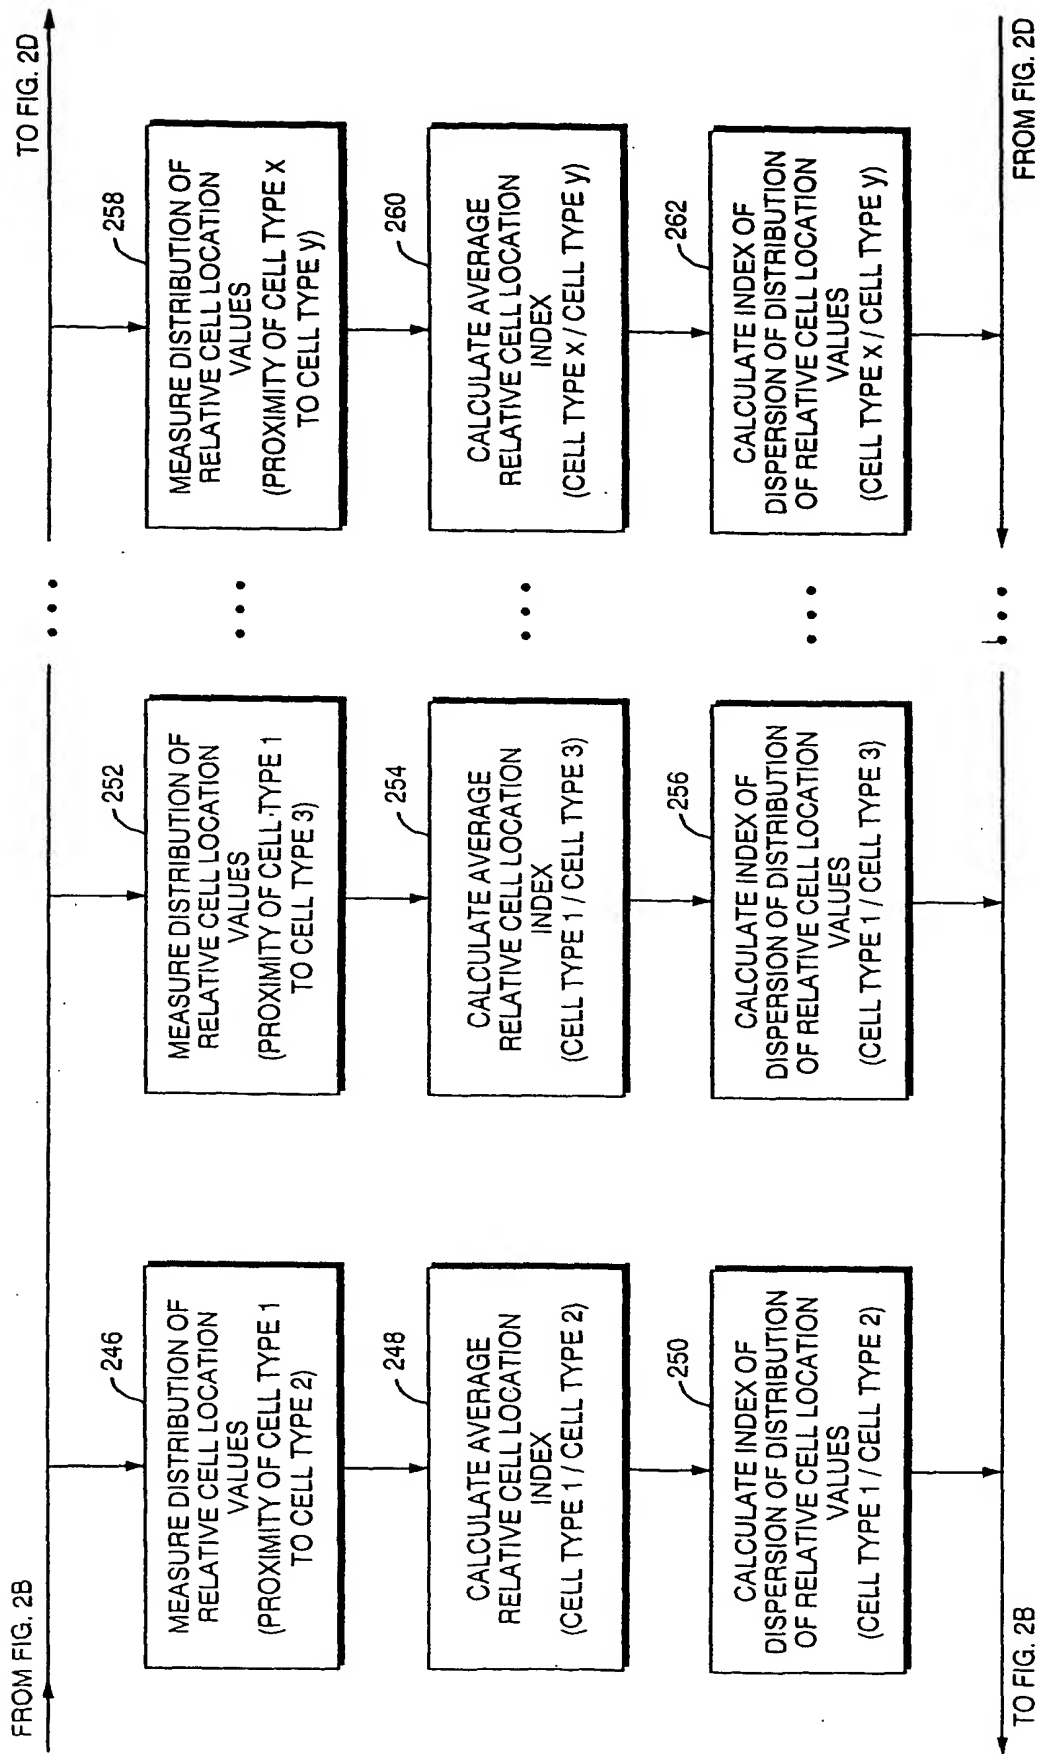 FROM FIG. 2B
TO FIG. 2D
246
MEASURE DISTRIBUTION OF
RELATIVE CELL LOCATION
VALUES
(PROXIMITY OF CELL TYPE 1
TO CELL TYPE 2)
248
CALCULATE AVERAGE
RELATIVE CELL LOCATION
INDEX
(CELL TYPE 1 / CELL TYPE 2)
250
CALCULATE INDEX OF
DISPERSION OF DISTRIBUTION
OF RELATIVE CELL LOCATION
VALUES
(CELL TYPE 1 / CELL TYPE 2)
252
MEASURE DISTRIBUTION OF
RELATIVE CELL LOCATION
VALUES
(PROXIMITY OF CELL TYPE 1
TO CELL TYPE 3)
254
CALCULATE AVERAGE
RELATIVE CELL LOCATION
INDEX
(CELL TYPE 1 / CELL TYPE 3)
256
CALCULATE INDEX OF
DISPERSION OF DISTRIBUTION
OF RELATIVE CELL LOCATION
VALUES
(CELL TYPE 1 / CELL TYPE 3)
258
MEASURE DISTRIBUTION OF
RELATIVE CELL LOCATION
VALUES
(PROXIMITY OF CELL TYPE x
TO CELL TYPE y)
260
CALCULATE AVERAGE
RELATIVE CELL LOCATION
INDEX
(CELL TYPE x / CELL TYPE y)
262
CALCULATE INDEX OF
DISPERSION OF DISTRIBUTION
OF RELATIVE CELL LOCATION
VALUES
(CELL TYPE x / CELL TYPE y)
TO FIG. 2B
FROM FIG. 2D